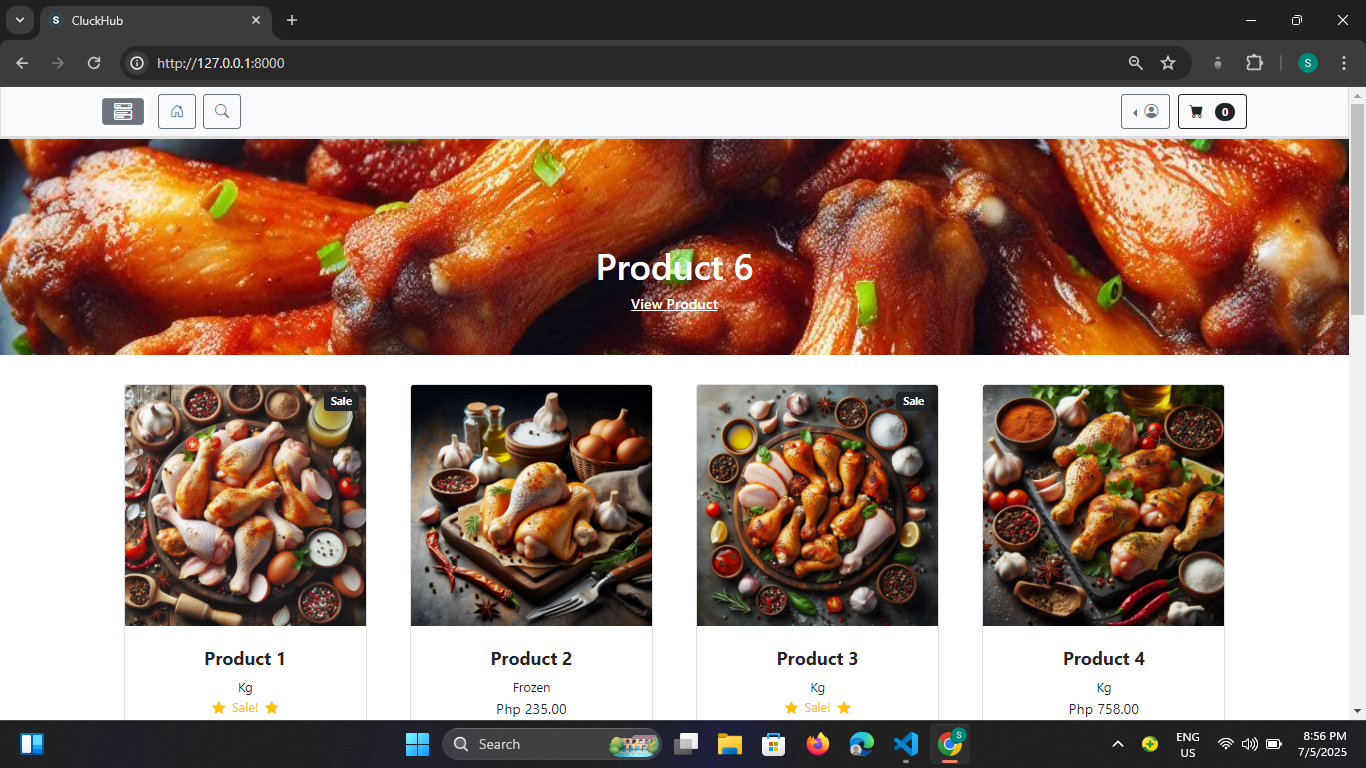 S CluckHub
http://127.0.0.1:8000
S
0
Product 6
View Product
Sale
Sale
Product 1
Kg
Sale!
Product 2
Frozen
Php 235.00
Product 3
Kg
Sale!
Product 4
Kg
Php 758.00
Search
S
ENG
US
8:56 PM
7/5/2025